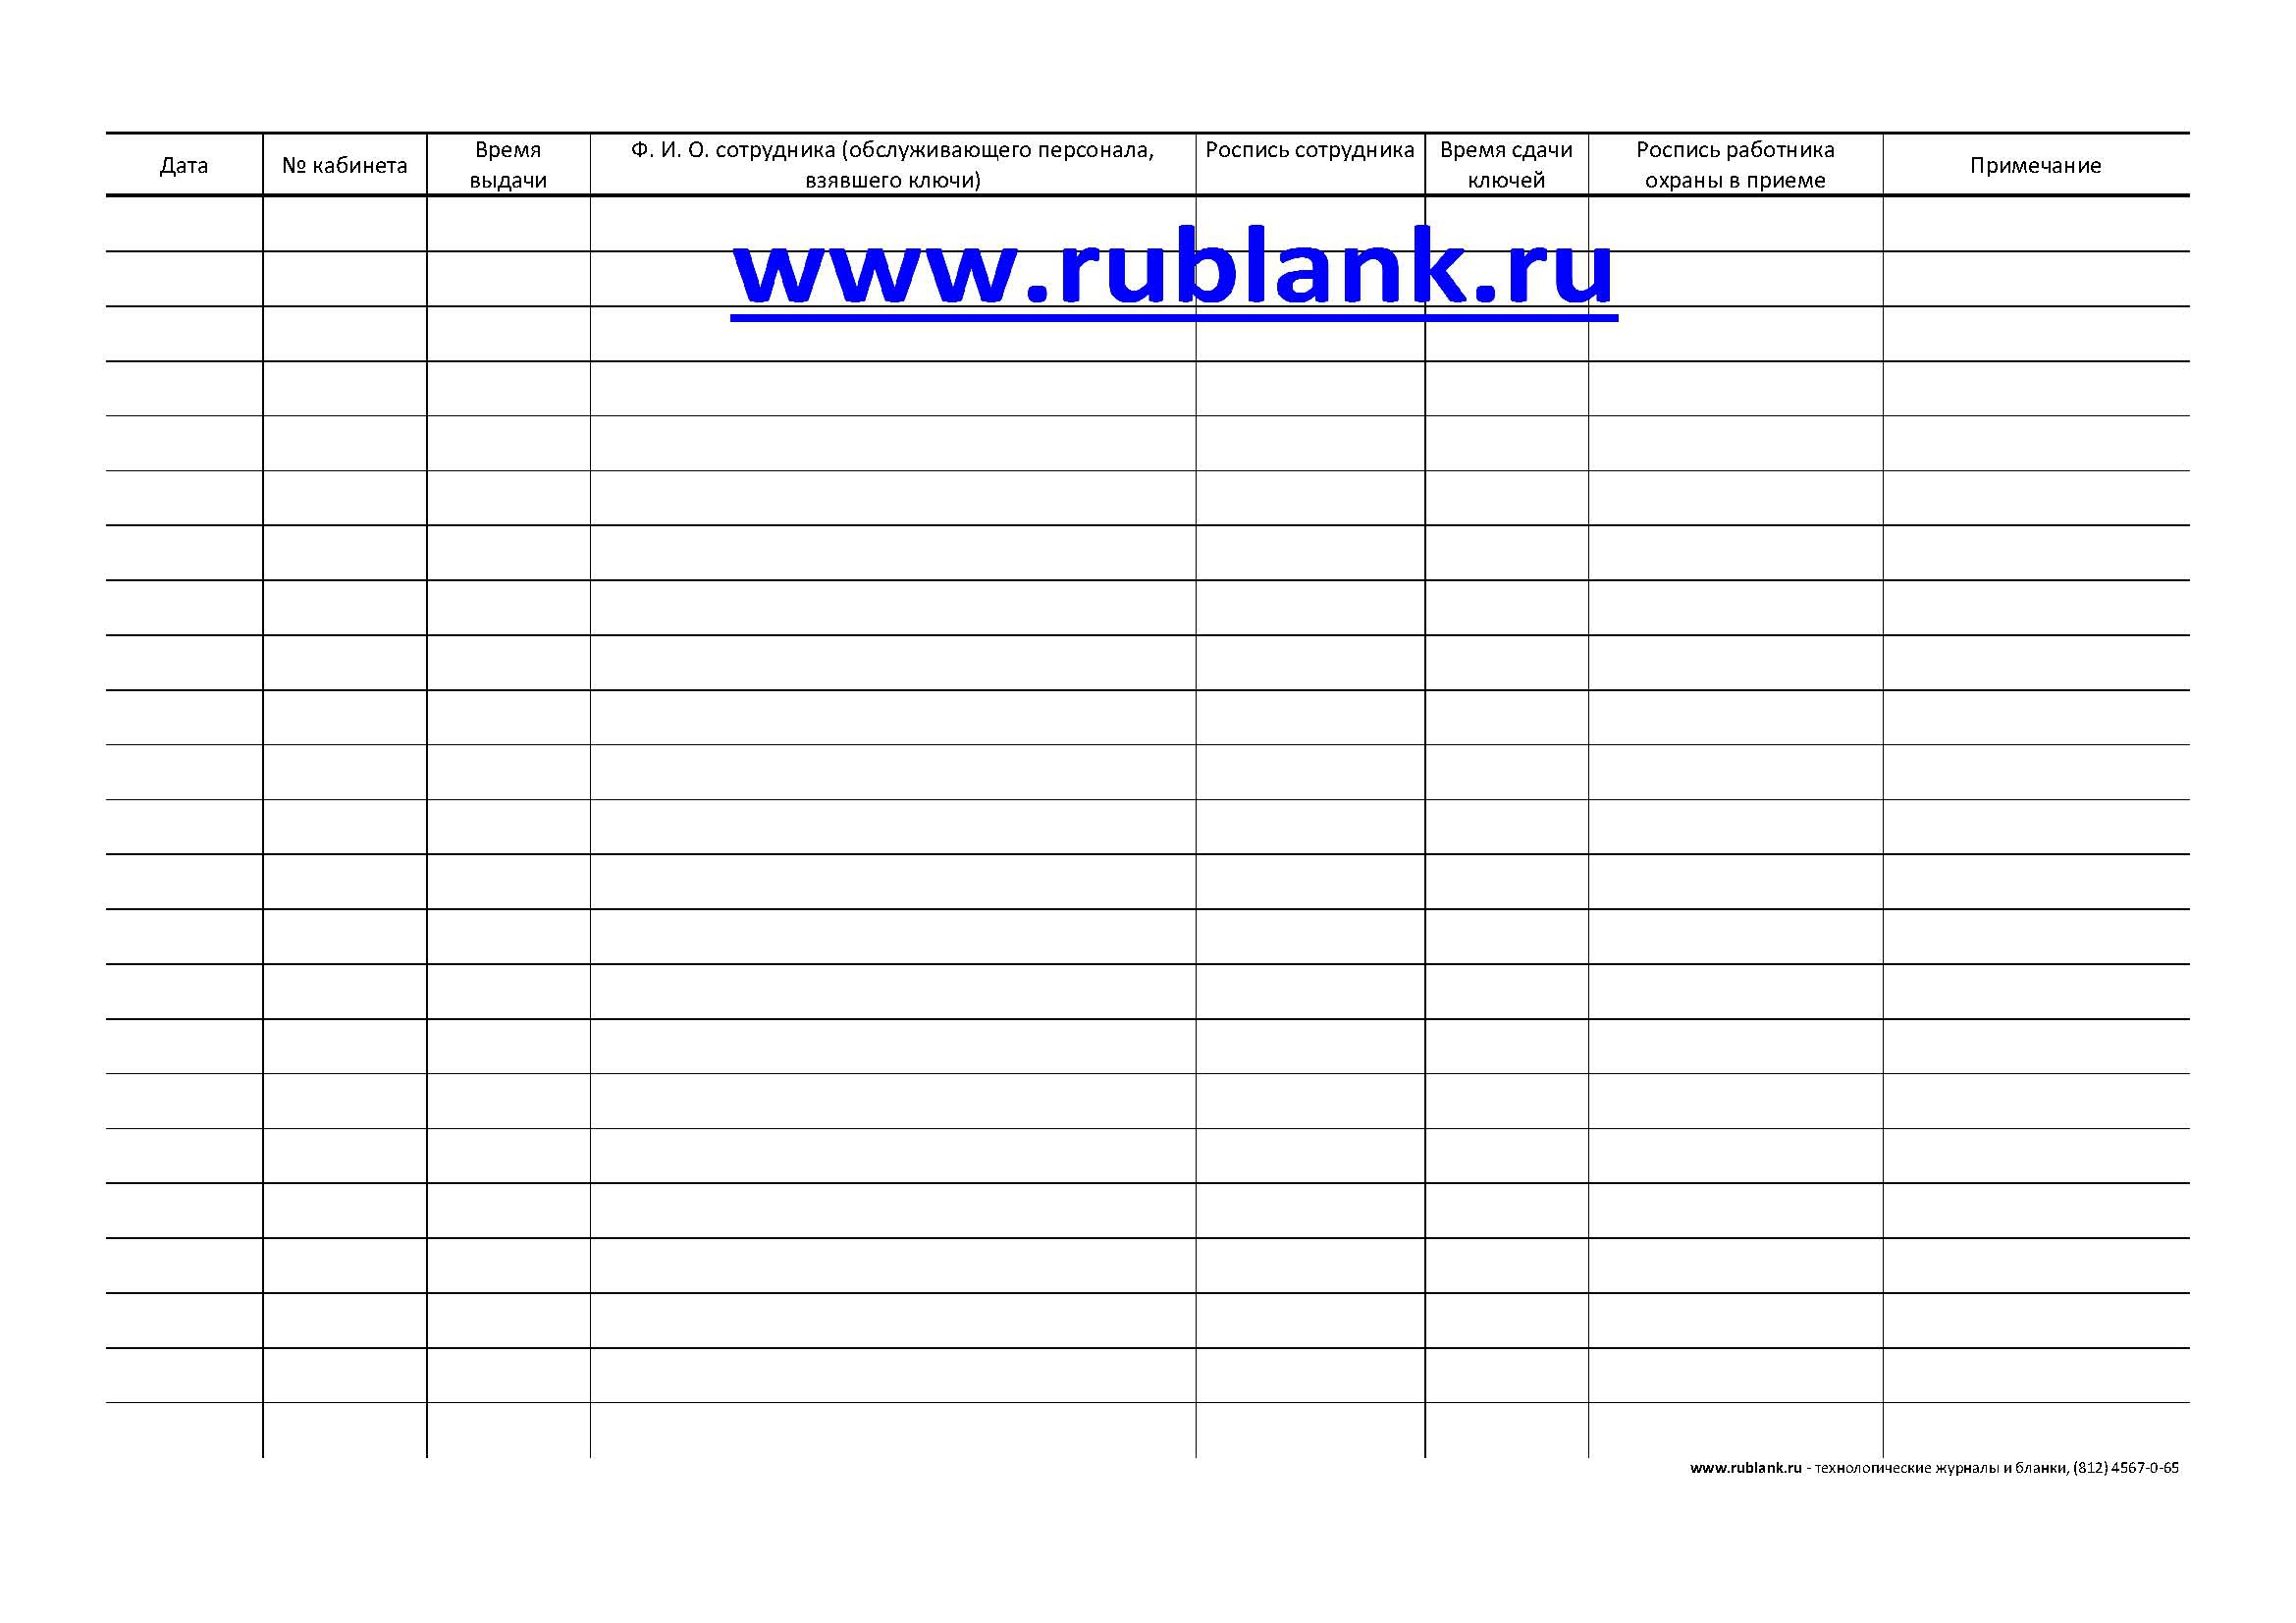 Дата
№ кабинета
Время
выдачи
Ф. И. О. сотрудника (обслуживающего персонала,
взявшего ключи)
Роспись сотрудника
Время сдачи
ключей
Роспись работника
охраны в приеме
Примечание
www.rublank.ru
www.rublank.ru - технологические журналы и бланки, (812) 4567-0-65